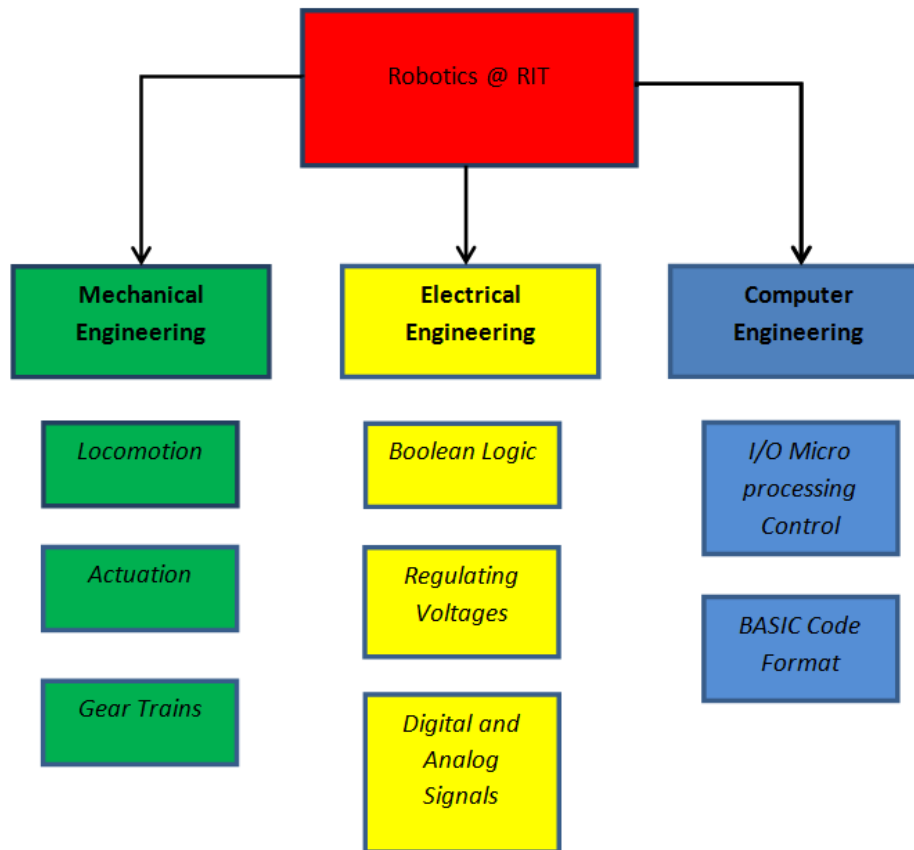 Robotics @ RIT
Mechanical
Engineering
Locomotion
Actuation
Gear Trains
Electrical
Engineering
Boolean Logic
Regulating
Voltages
Digital and
Analog
Signals
Computer
Engineering
I/O Micro
processing
Control
BASIC Code
Format